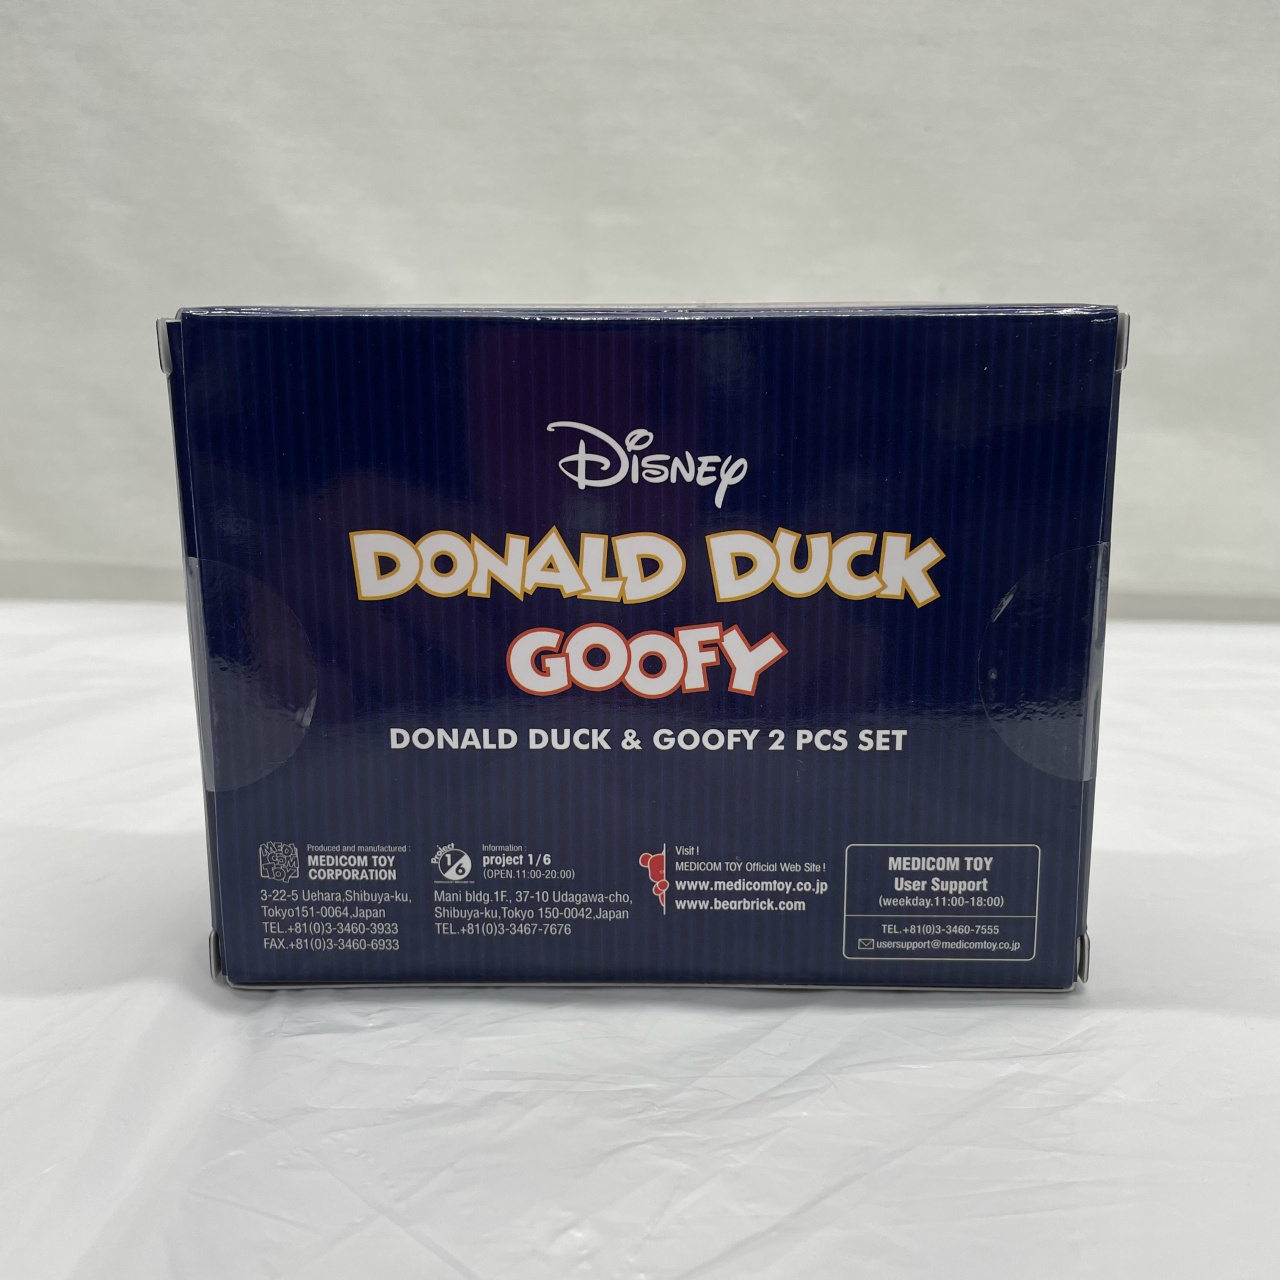 Disney
DONALD DUCK
GOOFY
DONALD DUCK & GOOFY 2 PCS SET
MEDI
COM
TOY
Produced and manufactured :
MEDICOM TOY
CORPORATION
3-22-5 Uehara,Shibuya-ku,
Tokyo151-0064,Japan
TEL.+81(0)3-3460-3933
FAX.+81(0)3-3460-6933
Project
1/6
Information :
project 1/6
(OPEN.11:00-20:00)
Mani bldg.1F., 37-10 Udagawa-cho,
Shibuya-ku,Tokyo 150-0042,Japan
TEL.+81(0)3-3467-7676
Visit !
MEDICOM TOY Official Web Site !
www.medicomtoy.co.jp
www.bearbrick.com
MEDICOM TOY
User Support
(weekday.11:00-18:00)
TEL.+81(0)3-3460-7555
usersupport@medicomtoy.co.jp